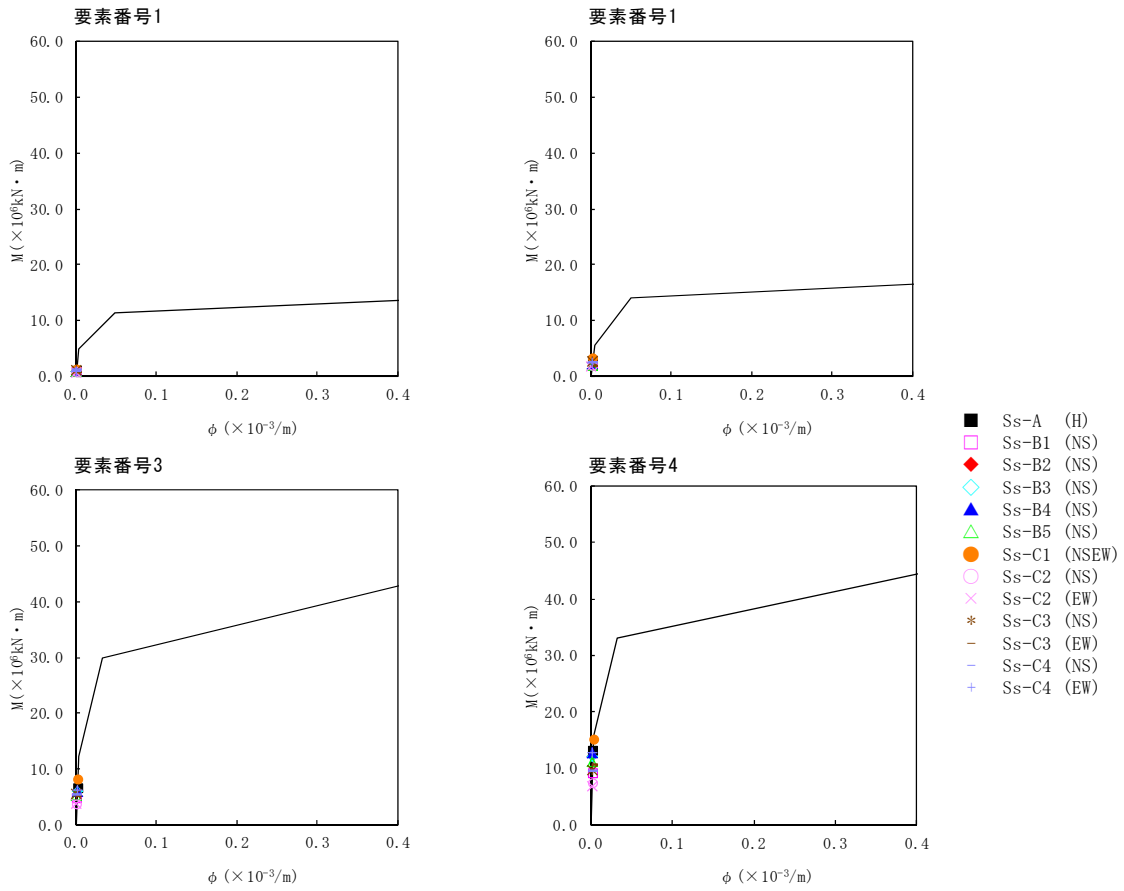 要素番号1
60.0
50.0
40.0
30.0
20.0
10.0
0.0
M(×10⁶kN・m)
0.0 0.1 0.2 0.3 0.4
φ (×10⁻³/m)
要素番号1
60.0
50.0
40.0
30.0
20.0
10.0
0.0
M(×10⁶kN・m)
0.0 0.1 0.2 0.3 0.4
φ (×10⁻³/m)
要素番号3
60.0
50.0
40.0
30.0
20.0
10.0
0.0
M(×10⁶kN・m)
0.0 0.1 0.2 0.3 0.4
φ (×10⁻³/m)
要素番号4
60.0
50.0
40.0
30.0
20.0
10.0
0.0
M(×10⁶kN・m)
0.0 0.1 0.2 0.3 0.4
φ (×10⁻³/m)
Ss-A (H)
Ss-B1 (NS)
Ss-B2 (NS)
Ss-B3 (NS)
Ss-B4 (NS)
Ss-B5 (NS)
Ss-C1 (NSEW)
Ss-C2 (NS)
Ss-C2 (EW)
Ss-C3 (NS)
Ss-C3 (EW)
Ss-C4 (NS)
Ss-C4 (EW)